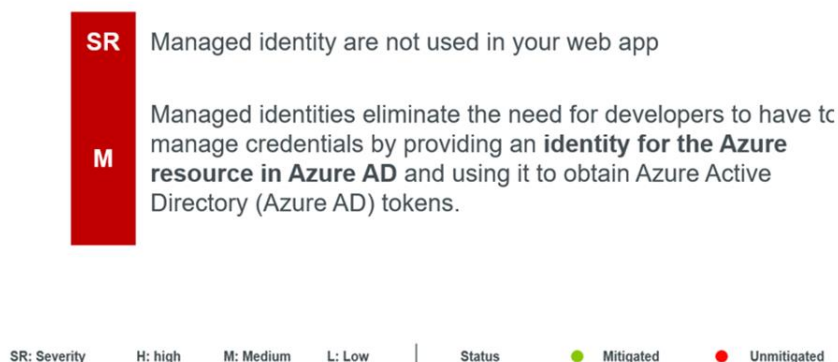 SR Managed identity are not used in your web app
Managed identities eliminate the need for developers to have to
M manage credentials by providing an identity for the Azure
resource in Azure AD and using it to obtain Azure Active
Directory (Azure AD) tokens.
SR: Severity H: high M: Medium L: Low Status Mitigated Unmitigated